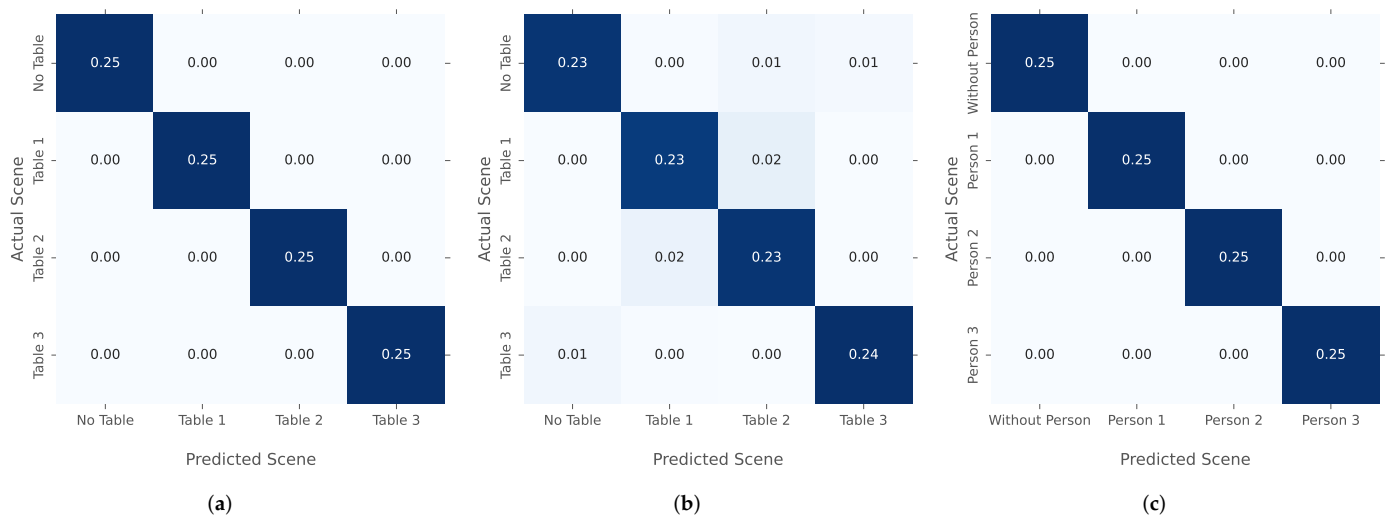 No Table 0.25 0.00 0.00 0.00
Table 1 0.00 0.25 0.00 0.00
Table 2 0.00 0.00 0.25 0.00
Table 3 0.00 0.00 0.00 0.25
Actual Scene
No Table Table 1 Table 2 Table 3
Predicted Scene
(a)
No Table 0.23 0.00 0.01 0.01
Table 1 0.00 0.23 0.02 0.00
Table 2 0.00 0.02 0.23 0.00
Table 3 0.01 0.00 0.00 0.24
Actual Scene
No Table Table 1 Table 2 Table 3
Predicted Scene
(b)
Without Person 0.25 0.00 0.00 0.00
Person 1 0.00 0.25 0.00 0.00
Person 2 0.00 0.00 0.25 0.00
Person 3 0.00 0.00 0.00 0.25
Actual Scene
Without Person Person 1 Person 2 Person 3
Predicted Scene
(c)